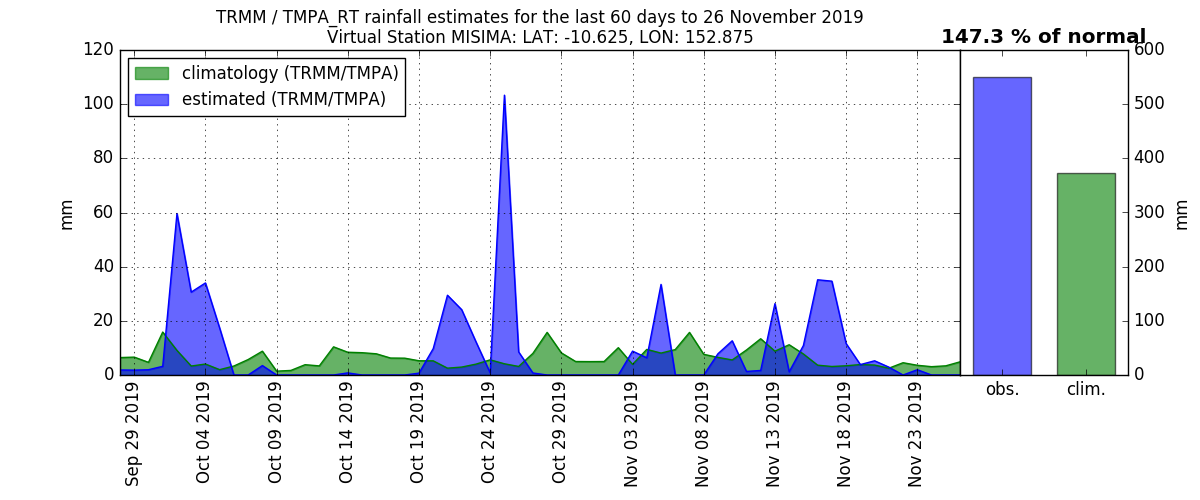 TRMM / TMPA_RT rainfall estimates for the last 60 days to 26 November 2019
Virtual Station MISIMA: LAT: -10.625, LON: 152.875
147.3 % of normal
climatology (TRMM/TMPA)
estimated (TRMM/TMPA)
120
100
80
60
40
20
0
mm
600
500
400
300
200
100
0
mm
Sep 29 2019
Oct 04 2019
Oct 09 2019
Oct 14 2019
Oct 19 2019
Oct 24 2019
Oct 29 2019
Nov 03 2019
Nov 08 2019
Nov 13 2019
Nov 18 2019
Nov 23 2019
obs.
clim.